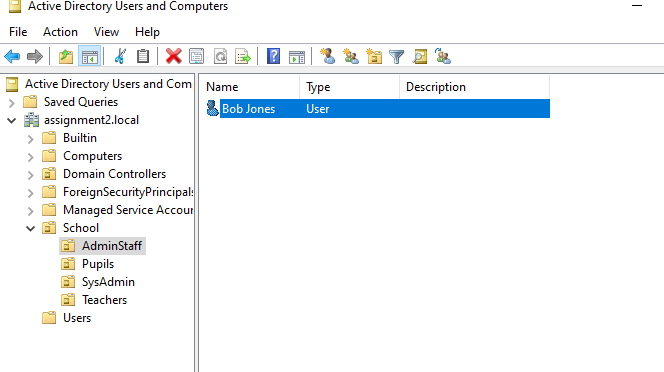 Active Directory Users and Computers
File Action View Help
Active Directory Users and Com
Saved Queries
assignment2.local
Builtin
Computers
Domain Controllers
ForeignSecurityPrincipals
Managed Service Accour
School
AdminStaff
Pupils
SysAdmin
Teachers
Users
Name Type Description
Bob Jones User